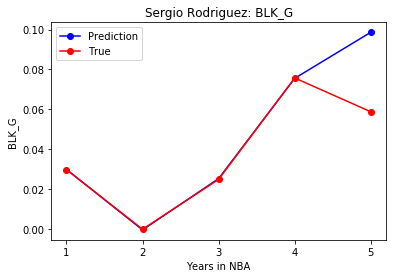 Sergio Rodriguez: BLK_G
Prediction
True
BLK_G
0.10
0.08
0.06
0.04
0.02
0.00
1 2 3 4 5
Years in NBA